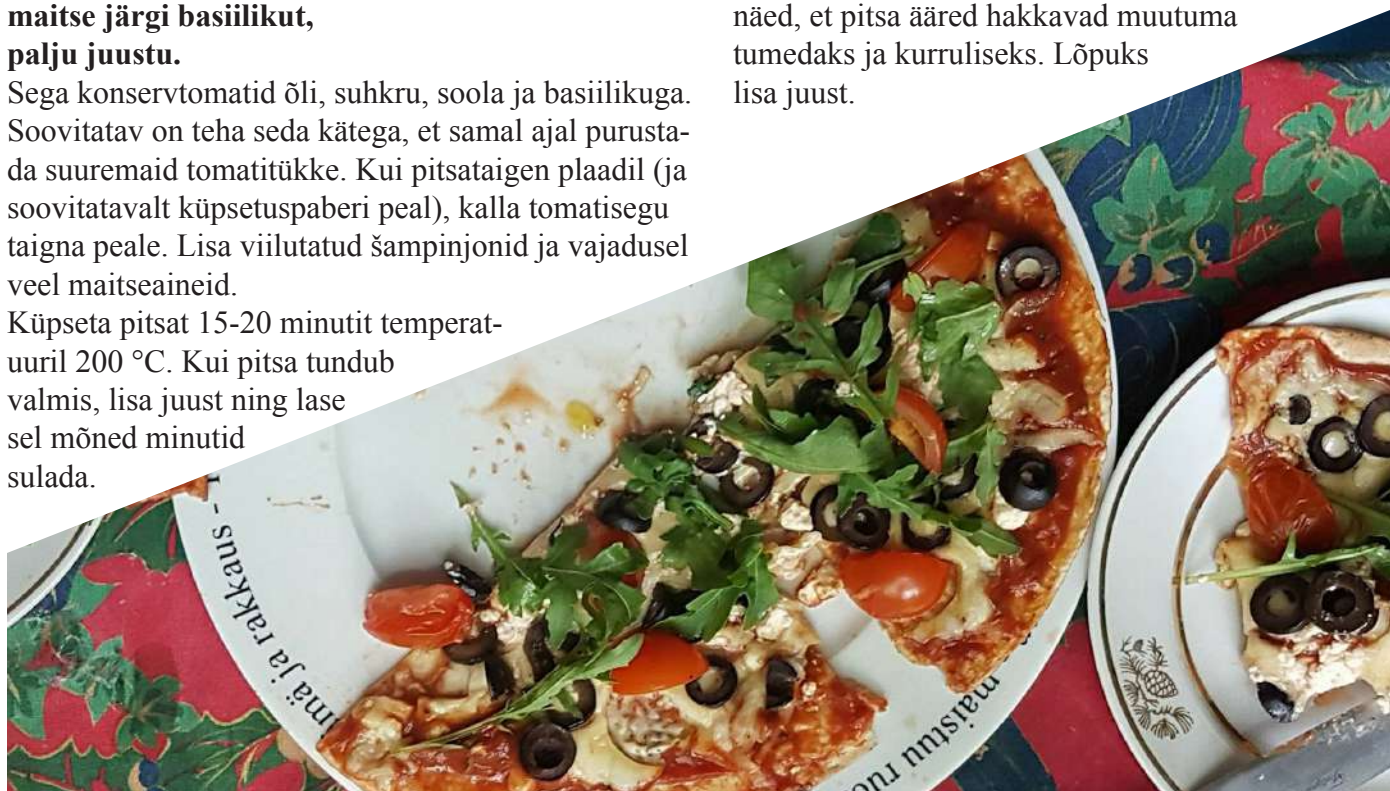 maitse järgi basiilikut,
palju juustu.
Sega konservtomatid õli, suhkru, soola ja basiilikuga.
Soovitatav on teha seda kätega, et samal ajal purusta-
da suuremaid tomatitükke. Kui pitsataigen plaadil (ja
soovitatavalt küpsetuspaberi peal), kalla tomatisegu
taigna peale. Lisa viilutatud šampinjonid ja vajadusel
veel maitseaineid.
Küpseta pitsat 15-20 minutit temperat-
uuril 200 °C. Kui pitsa tundub
valmis, lisa juust ning lase
sel mõned minutid
sulada.
näed, et pitsa ääred hakkavad muutuma
tumedaks ja kurruliseks. Lõpuks
lisa juust.
ja rakkaus -
maistuu